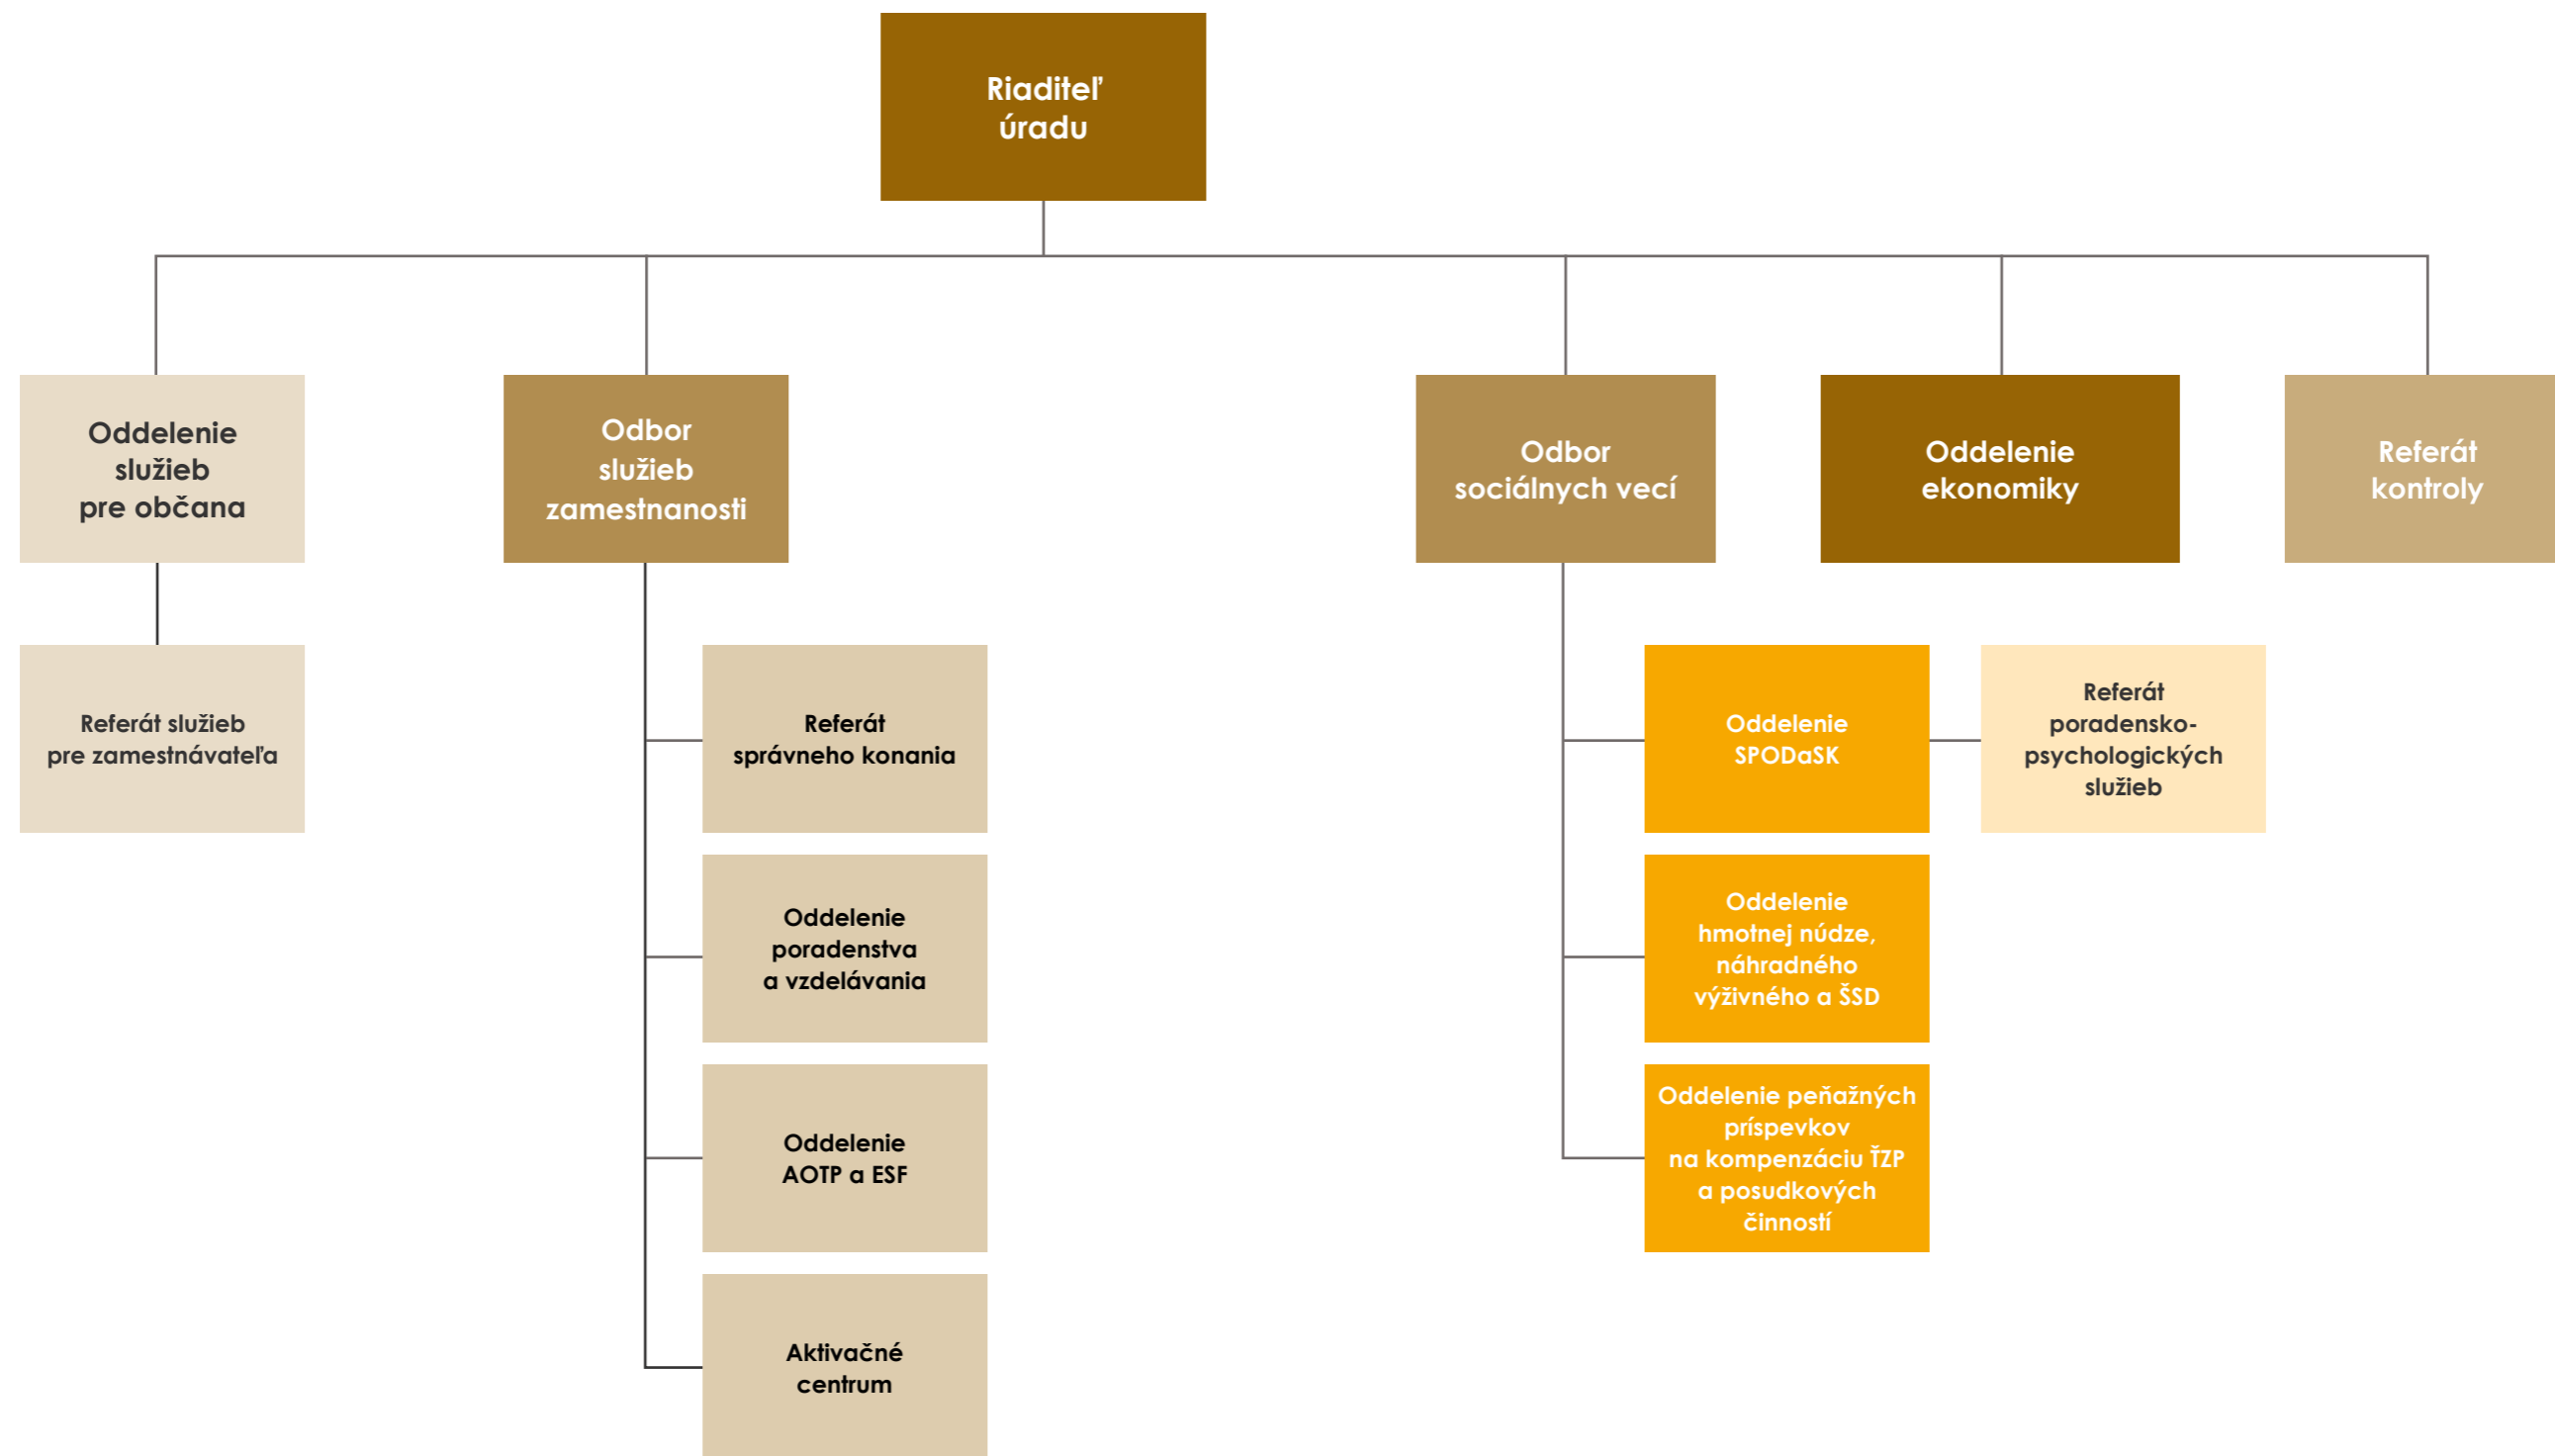 Riaditeľ
úradu
Oddelenie
služieb
pre občana
Odbor
služieb
zamestnanosti
Odbor
sociálnych vecí
Oddelenie
ekonomiky
Referát
kontroly
Referát služieb
pre zamestnávateľa
Referát
správneho konania
Oddelenie
SPODaSK
Referát
poradensko-
psychologických
služieb
Oddelenie
poradenstva
a vzdelávania
Oddelenie
hmotnej núdze,
náhradného
výživného a ŠSD
Oddelenie
AOTP a ESF
Oddelenie peňažných
príspevkov
na kompenzáciu ŤZP
a posudkových
činností
Aktivačné
centrum